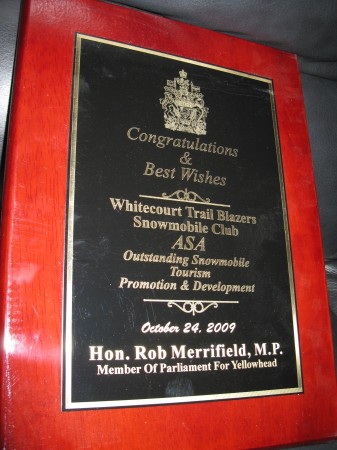 Congratulations
&
Best Wishes
Whitecourt Trail Blazers
Snowmobile Club
ASA
Outstanding Snowmobile
Tourism
Promotion & Development
October 24, 2009
Hon. Rob Merrifield, M.P.
Member Of Parliament For Yellowhead